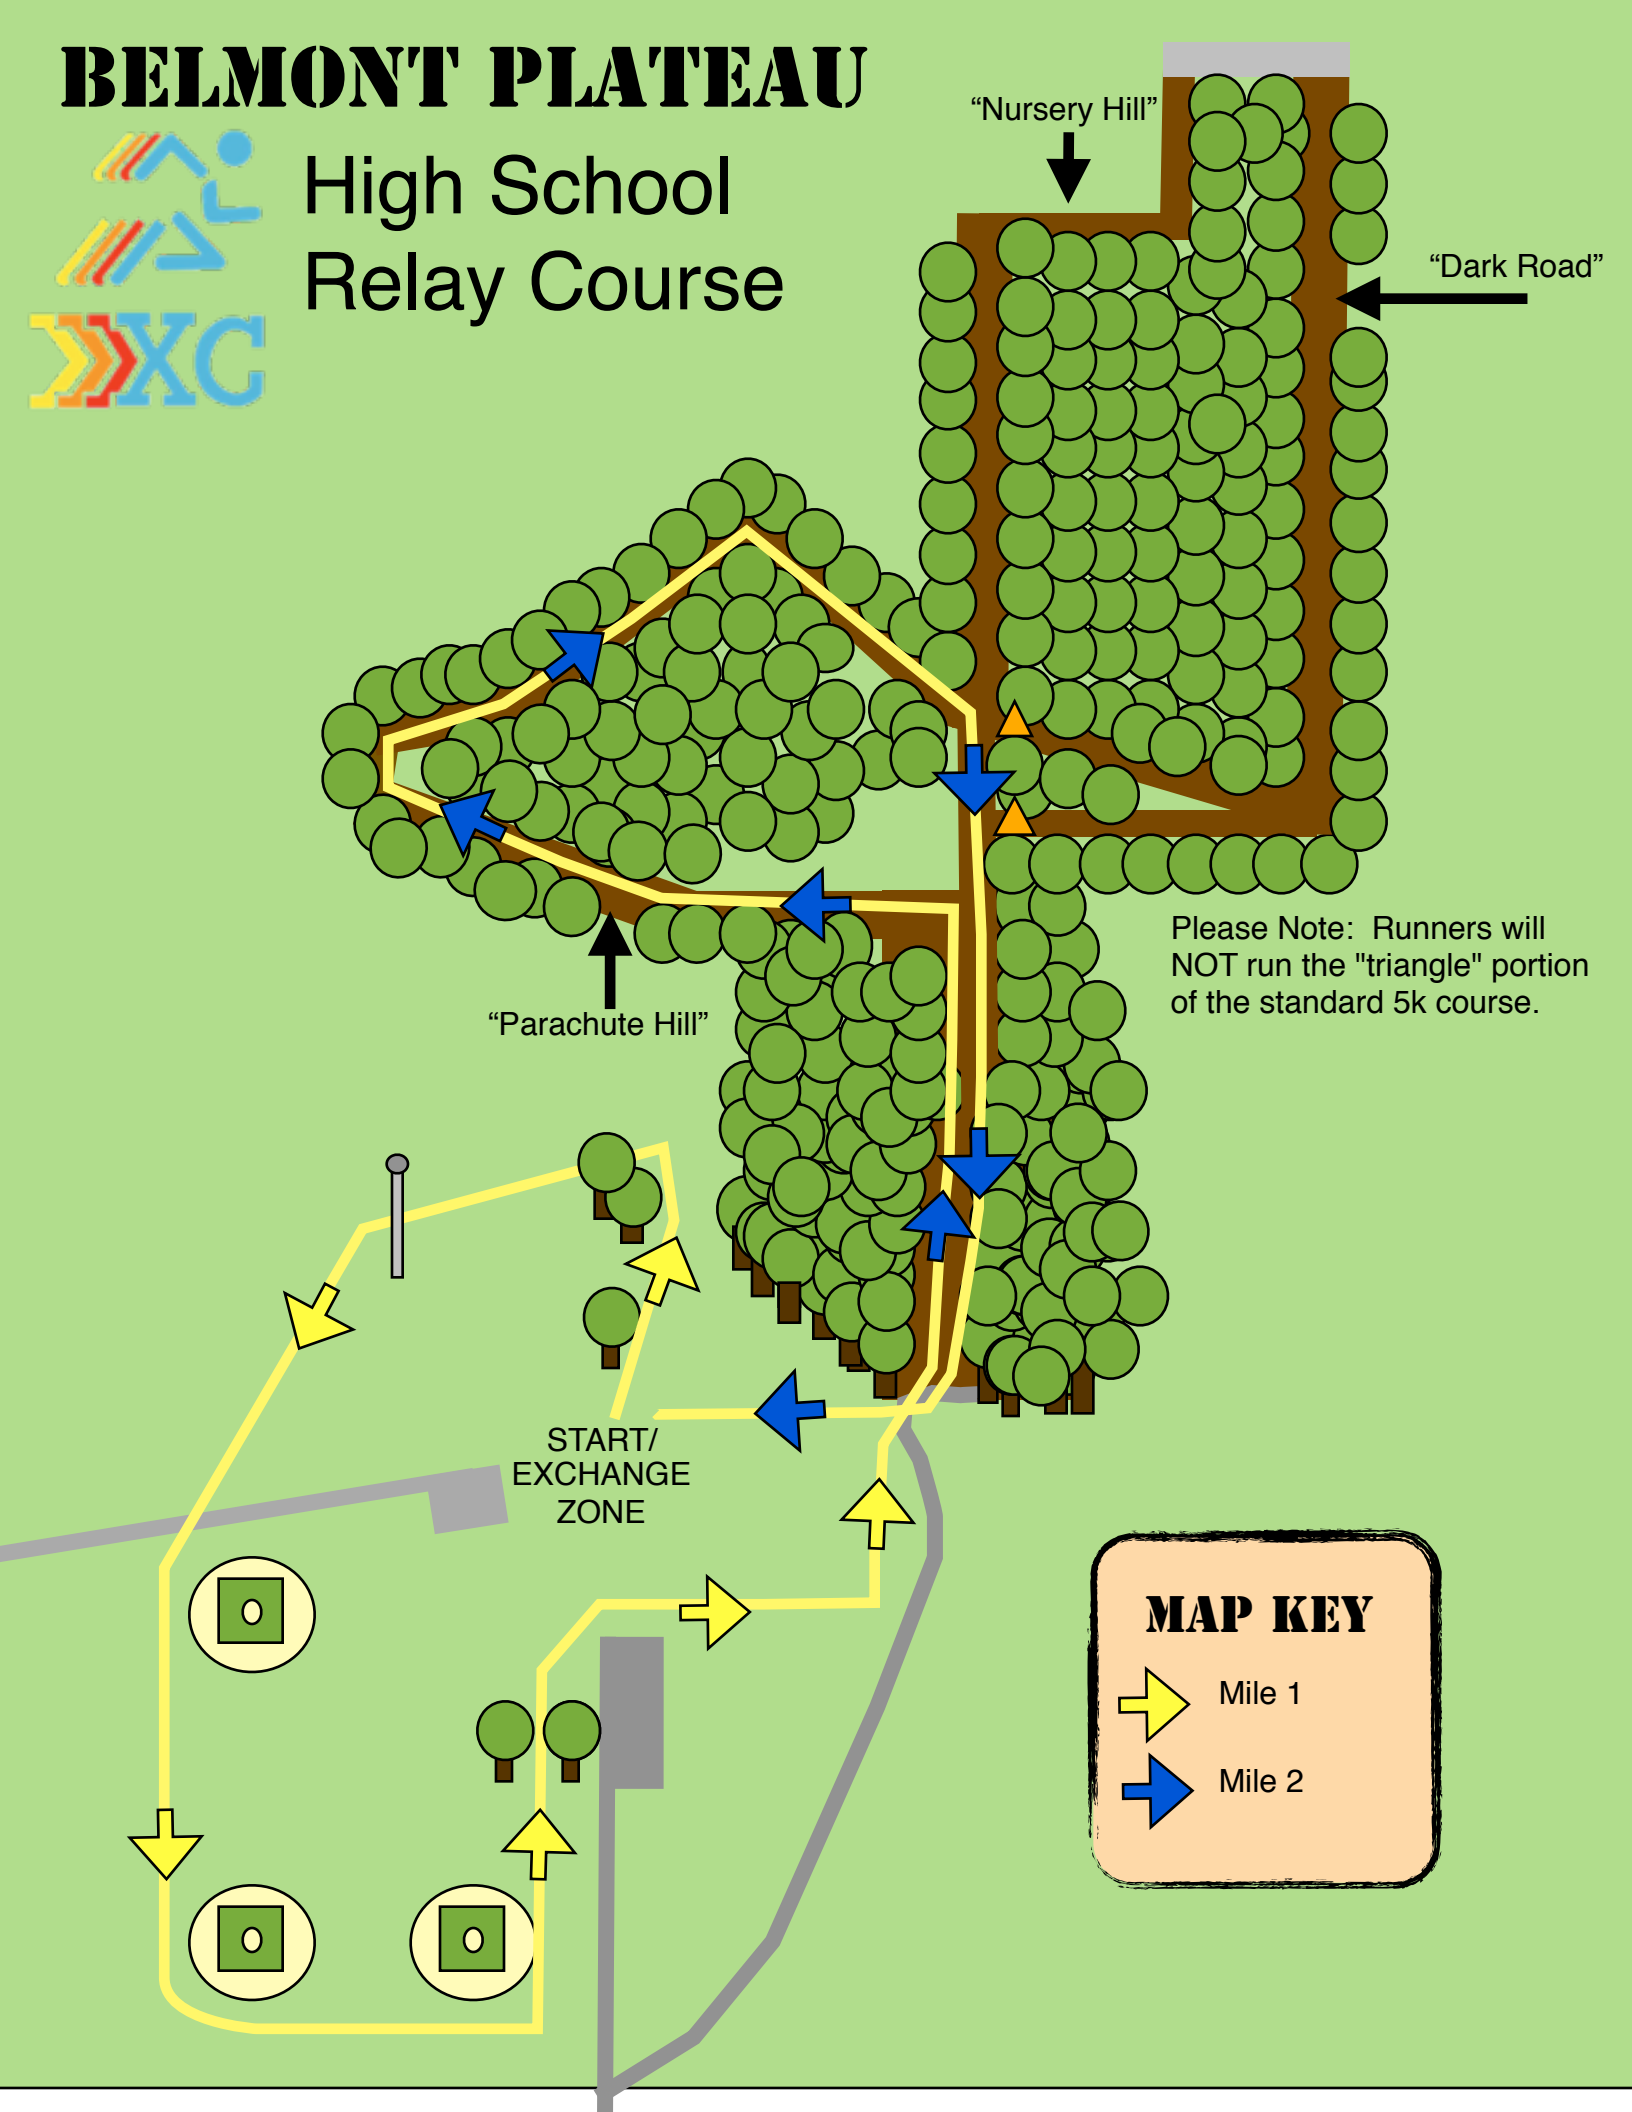 BELMONT PLATEAU
High School
Relay Course
XC
“Nursery Hill”
“Dark Road”
Please Note:  Runners will
NOT run the "triangle" portion
of the standard 5k course.
“Parachute Hill”
START/
EXCHANGE
ZONE
MAP KEY
Mile 1
Mile 2